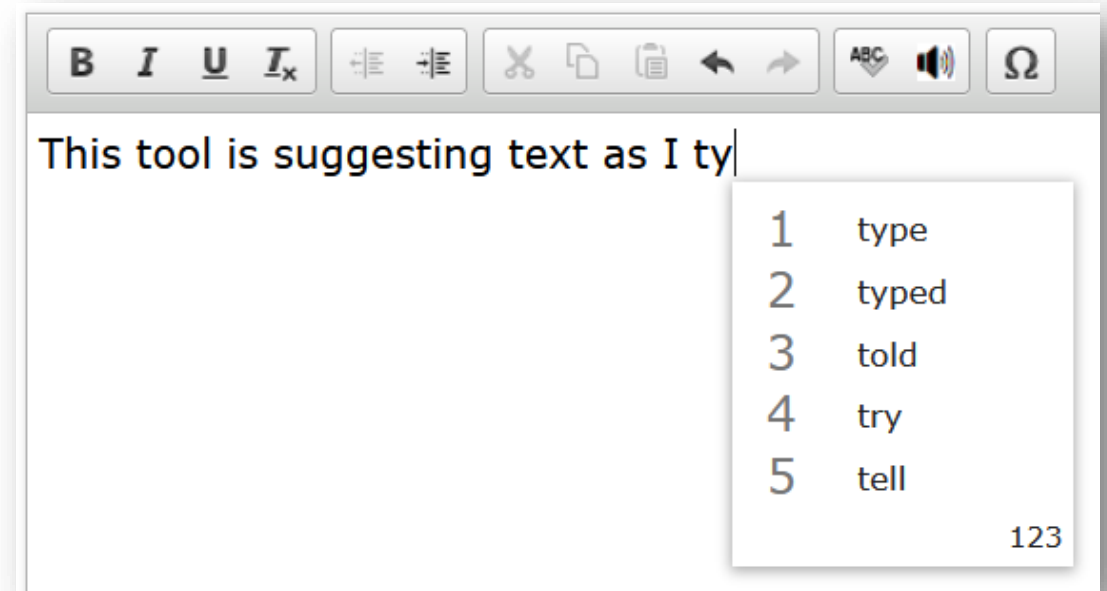 B I U Tx ABC Ω
This tool is suggesting text as I ty
1 type
2 typed
3 told
4 try
5 tell
123